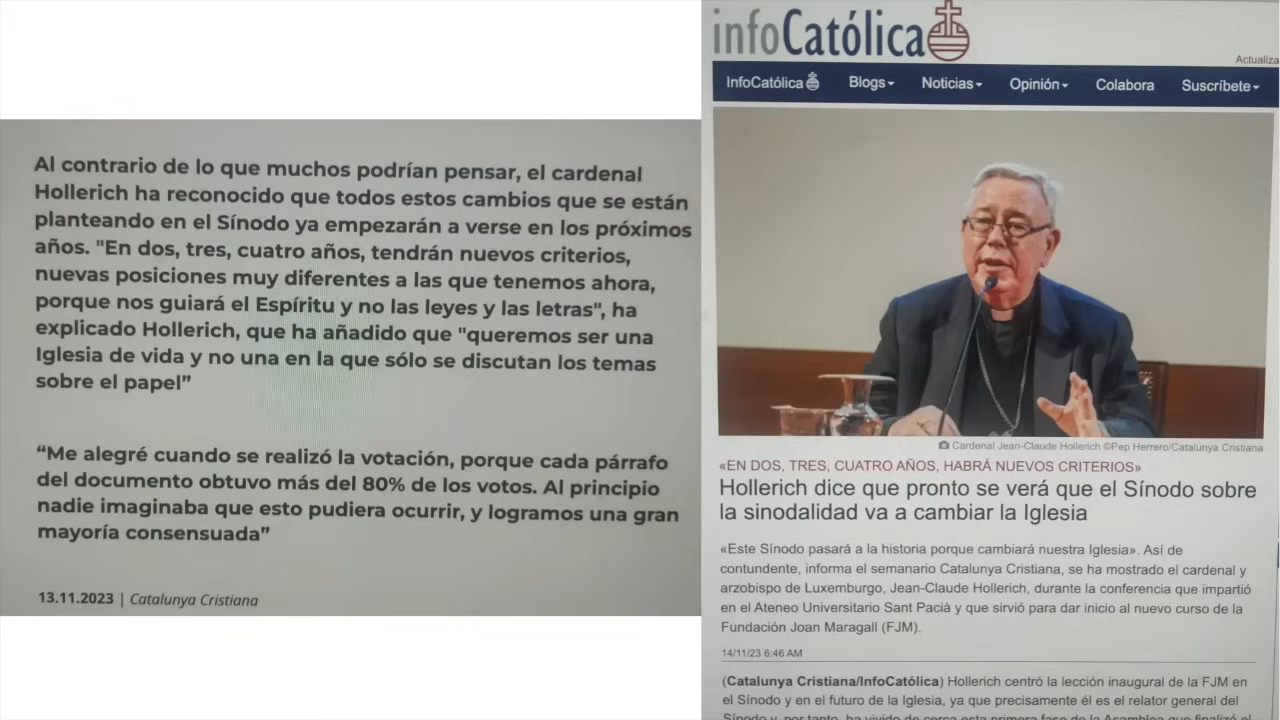 Al contrario de lo que muchos podrían pensar, el cardenal
Hollerich ha reconocido que todos estos cambios que se están
planteando en el Sínodo ya empezarán a verse en los próximos
años. "En dos, tres, cuatro años, tendrán nuevos criterios,
nuevas posiciones muy diferentes a las que tenemos ahora,
porque nos guiará el Espíritu y no las leyes y las letras", ha
explicado Hollerich, que ha añadido que "queremos ser una
Iglesia de vida y no una en la que sólo se discutan los temas
sobre el papel”
“Me alegré cuando se realizó la votación, porque cada párrafo
del documento obtuvo más del 80% de los votos. Al principio
nadie imaginaba que esto pudiera ocurrir, y logramos una gran
mayoría consensuada”
13.11.2023 | Catalunya Cristiana
infoCatólica
Actualiza
InfoCatólica Blogs Noticias Opinión Colabora Suscríbete
Cardenal Jean-Claude Hollerich ©Pep Herrero/Catalunya Cristiana
«EN DOS, TRES, CUATRO AÑOS, HABRÁ NUEVOS CRITERIOS»
Hollerich dice que pronto se verá que el Sínodo sobre
la sinodalidad va a cambiar la Iglesia
«Este Sínodo pasará a la historia porque cambiará nuestra Iglesia». Así de
contundente, informa el semanario Catalunya Cristiana, se ha mostrado el cardenal y
arzobispo de Luxemburgo, Jean-Claude Hollerich, durante la conferencia que impartió
en el Ateneo Universitario Sant Pacià y que sirvió para dar inicio al nuevo curso de la
Fundación Joan Maragall (FJM).
14/11/23 6:46 AM
(Catalunya Cristiana/InfoCatólica) Hollerich centró la lección inaugural de la FJM en
el Sínodo y en el futuro de la Iglesia, ya que precisamente él es el relator general del
Sínodo y, por tanto, ha vivido de cerca esta primera fase de la Asamblea que finalizó el